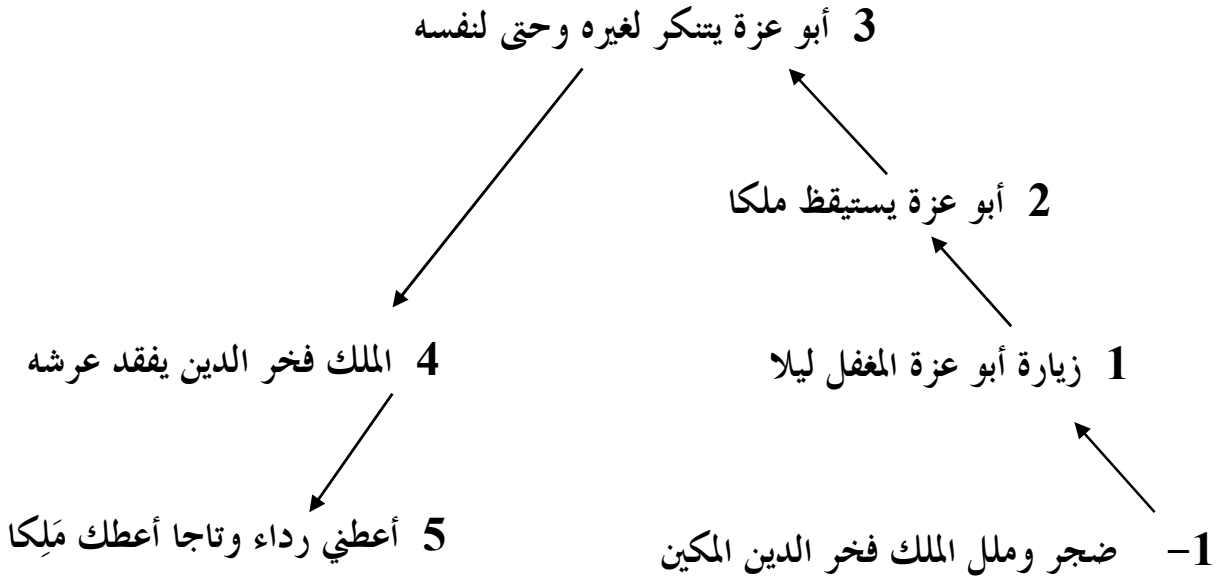 3 أبو عزة يتنكر لغيره وحتى لنفسه
2 أبو عزة يستيقظ ملكا
1 زيارة أبو عزة المغفل ليلا
4 الملك فخر الدين يفقد عرشه
1- ضجر وملل الملك فخر الدين المكين
5 أعطني رداء وتاجا أعطك مَلِكا